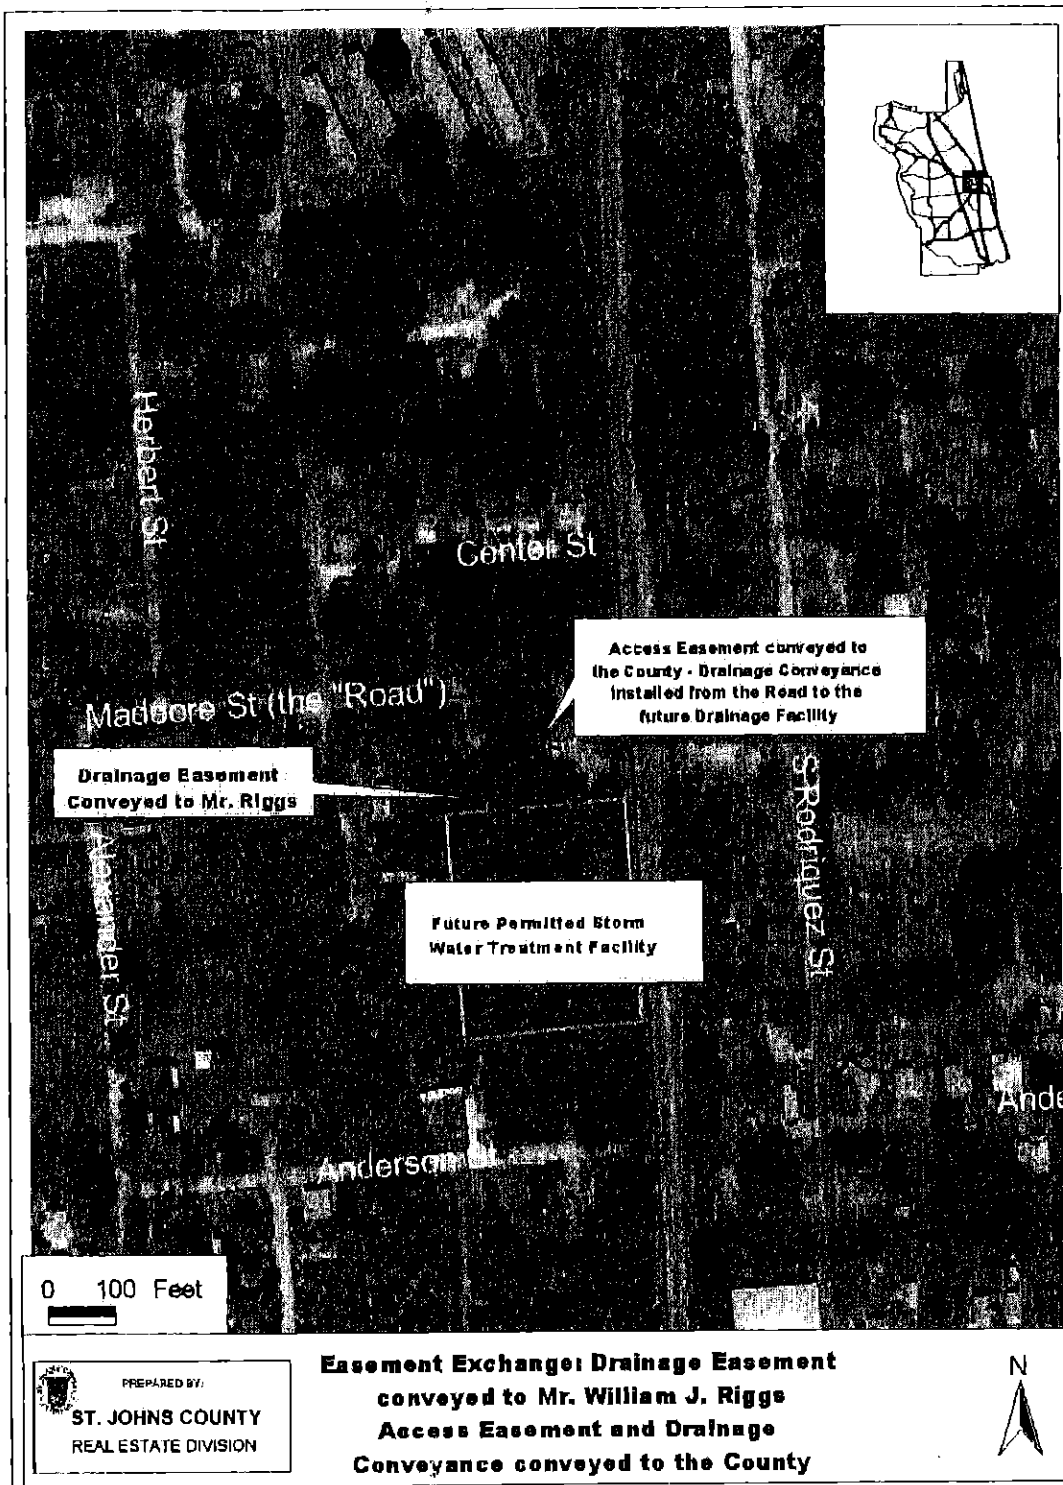 Herbert St
Center St
Access Easement conveyed to
the County - Drainage Conveyance
installed from the Road to the
future Drainage Facility
Madeore St (the "Road")
Drainage Easement
Conveyed to Mr. Riggs
S Rodriquez St
Alexander St
Future Permitted Storm
Water Treatment Facility
Ande
Anderson St
0 100 Feet
PREPARED BY:
ST. JOHNS COUNTY
REAL ESTATE DIVISION
Easement Exchange: Drainage Easement
conveyed to Mr. William J. Riggs
Access Easement and Drainage
Conveyance conveyed to the County
N